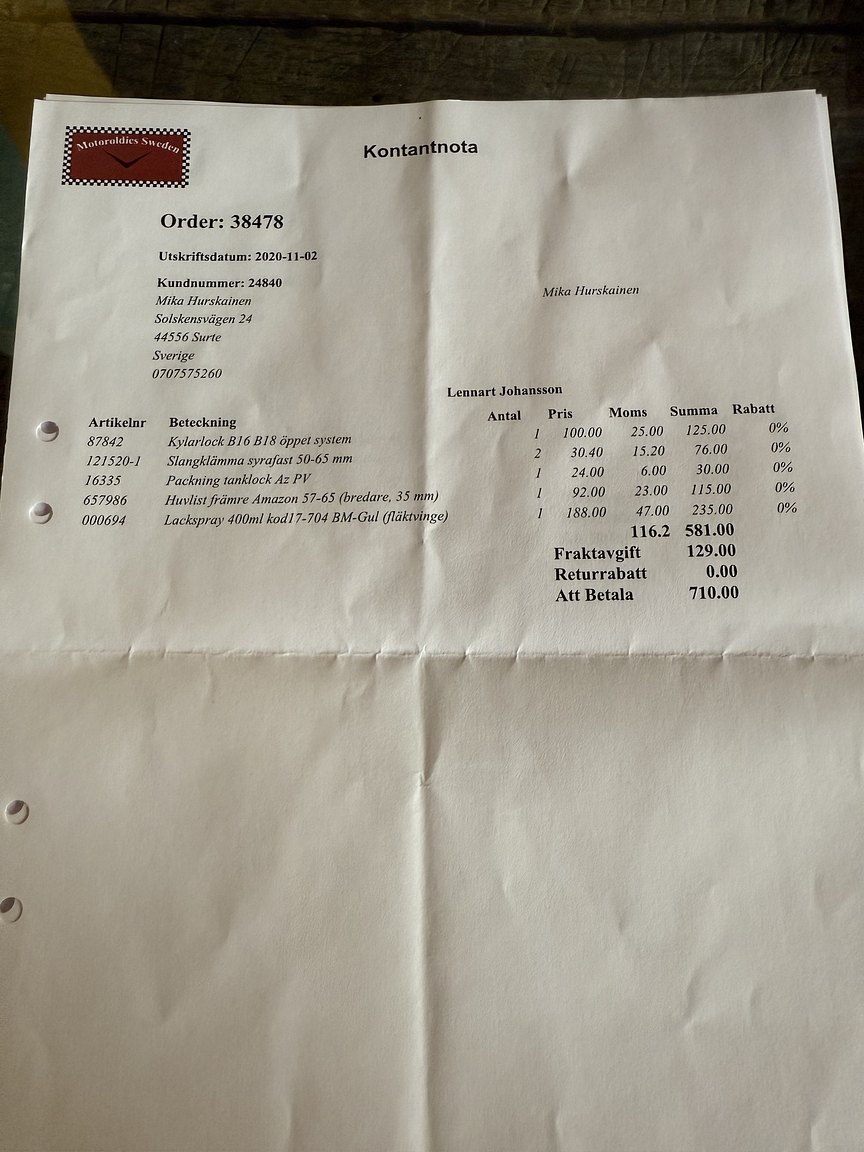 Motoroldies Sweden
Kontantnota
Order: 38478
Utskriftsdatum: 2020-11-02
Kundnummer: 24840
Mika Hurskainen
Mika Hurskainen
Solskensvägen 24
44556 Surte
Sverige
0707575260
Lennart Johansson
Artikelnr Beteckning Antal Pris Moms Summa Rabatt
87842 Kylarlock B16 B18 öppet system 1 100.00 25.00 125.00 0%
121520-1 Slangklämma syrafast 50-65 mm 2 30.40 15.20 76.00 0%
16335 Packning tanklock Az PV 1 24.00 6.00 30.00 0%
657986 Huvlist främre Amazon 57-65 (bredare, 35 mm) 1 92.00 23.00 115.00 0%
000694 Lackspray 400ml kod17-704 BM-Gul (fläktvinge) 1 188.00 47.00 235.00 0%
116.2 581.00
Fraktavgift 129.00
Returrabatt 0.00
Att Betala 710.00